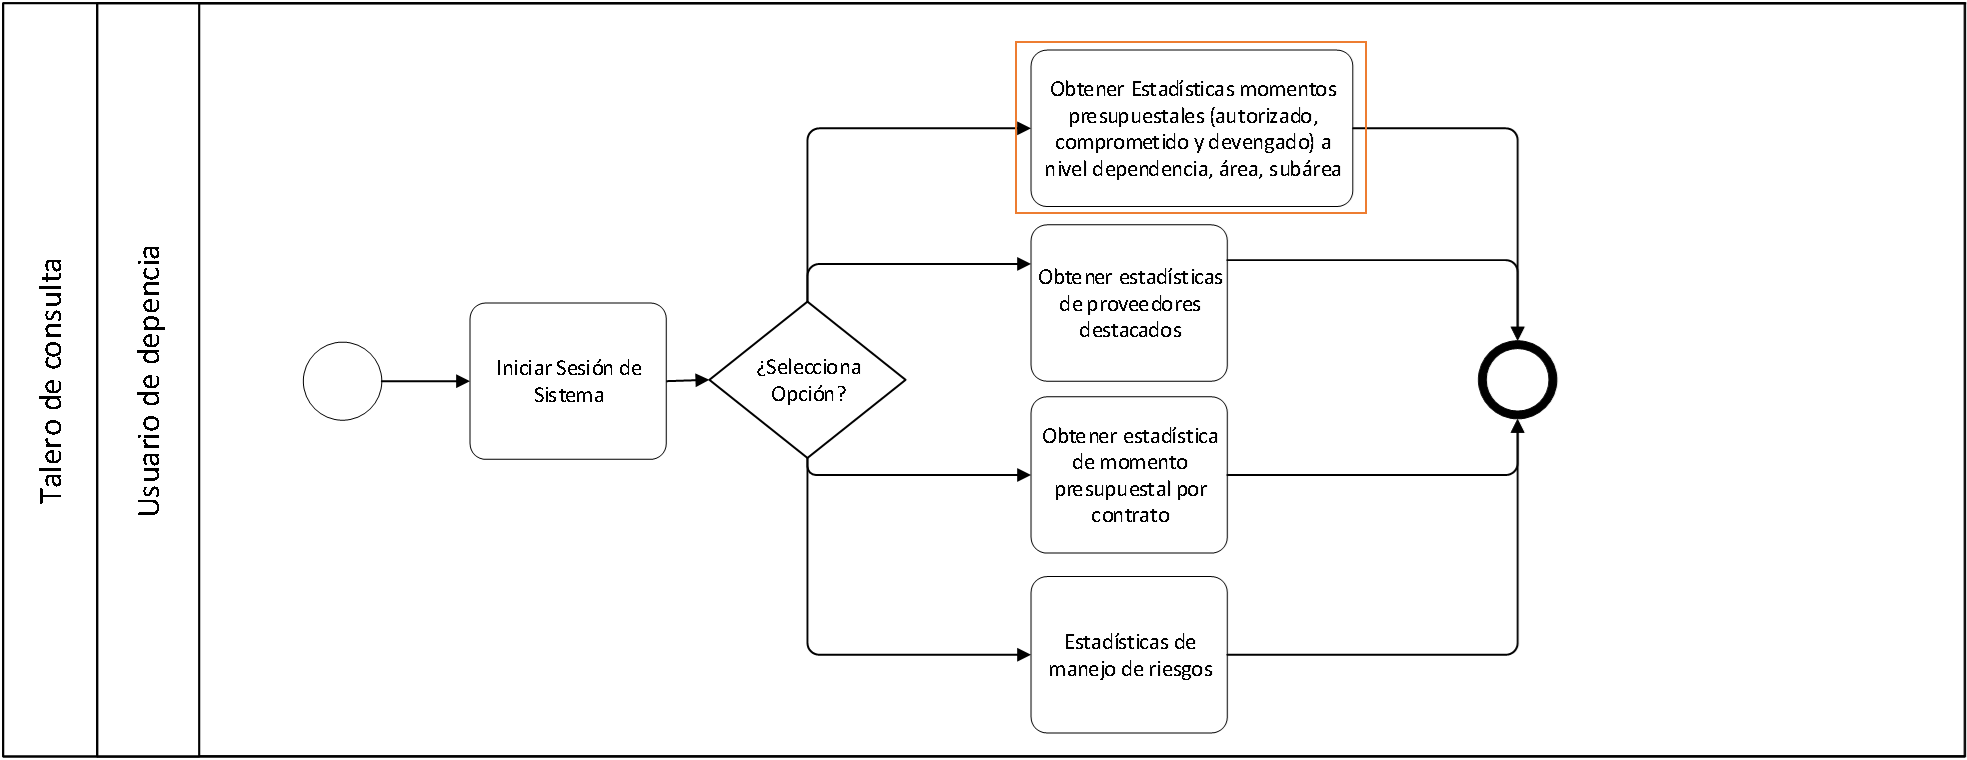 Talero de consulta
Usuario de depencia
Iniciar Sesión de
Sistema
¿Selecciona
Opción?
Obtener Estadísticas momentos
presupuestales (autorizado,
comprometido y devengado) a
nivel dependencia, área, subárea
Obtener estadísticas
de proveedores
destacados
Obtener estadística
de momento
presupuestal por
contrato
Estadísticas de
manejo de riesgos